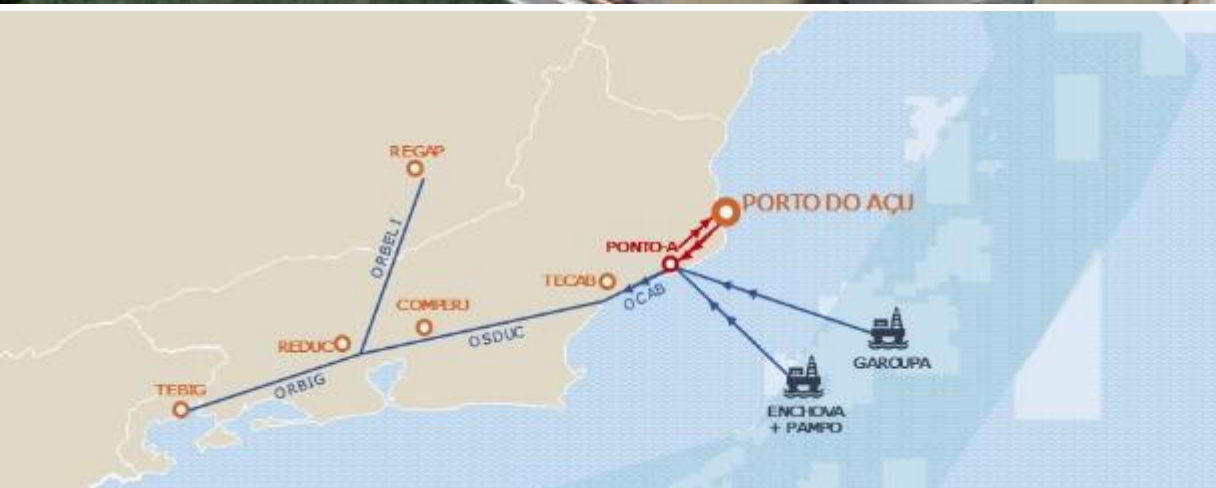 REGAP
PORTO DO AÇU
ORBEL I
PONTO-A
TECAB
OCAB
COMPERJ
OSDUC
REDUC
GAROUPA
TEBIG
ORBIG
ENCHOVA
+ PAMPO